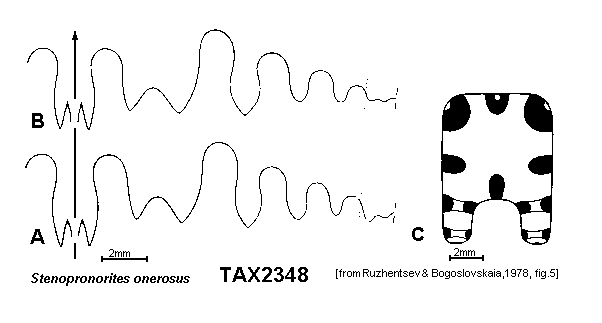 B
A
C
2mm
2mm
Stenopronorites onerosus TAX2348 [from Ruzhentsev & Bogoslovskaia,1978, fig.5]